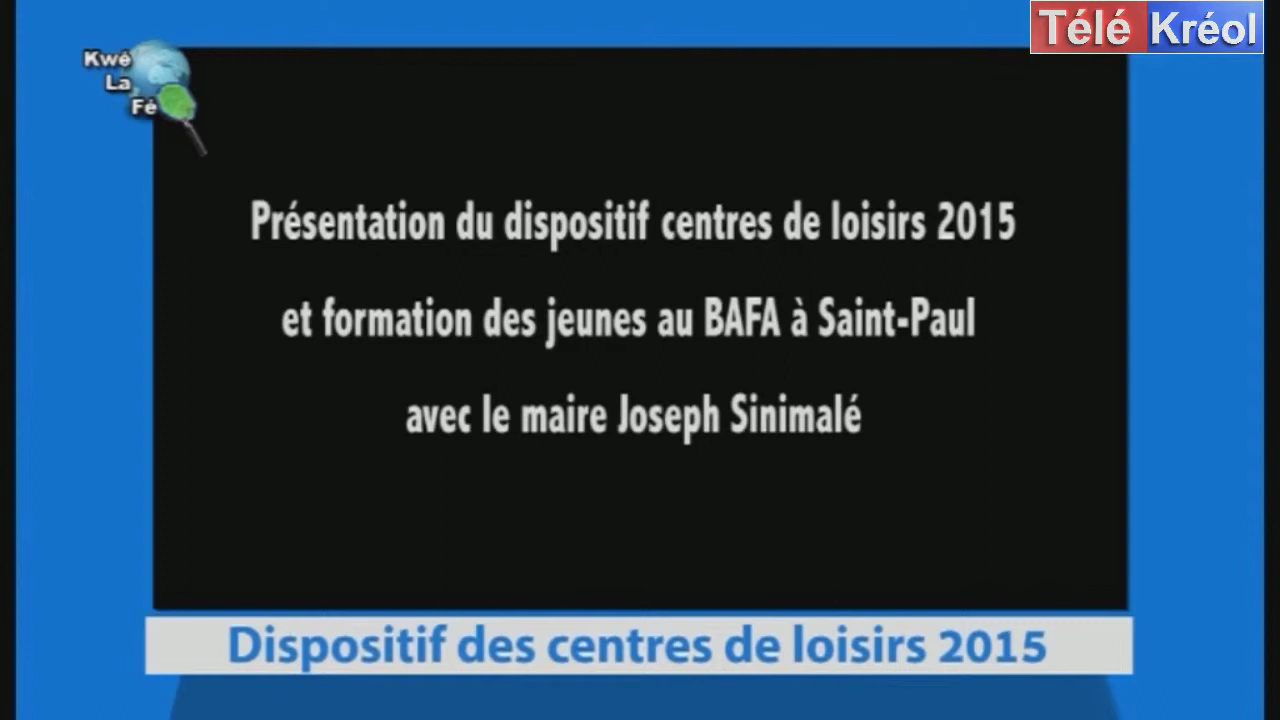 Télé Kréol
Kwé
La
Fé
Présentation du dispositif centres de loisirs 2015
et formation des jeunes au BAFA à Saint-Paul
avec le maire Joseph Sinimalé
Dispositif des centres de loisirs 2015